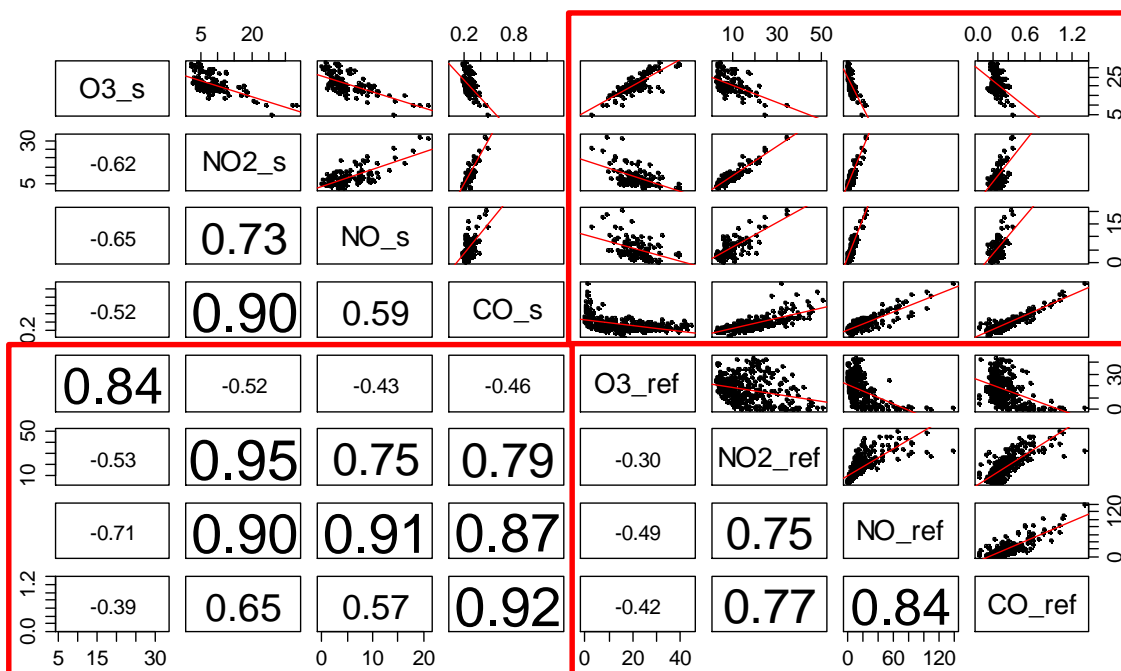 5 20 0.2 0.8 10 30 50 0.0 0.6 1.2
O3_s 5 25
5 30 -0.62 NO2_s
-0.65 0.73 NO_s 0 15
0.2 -0.52 0.90 0.59 CO_s
0.84 -0.52 -0.43 -0.46 O3_ref 0 30
10 50 -0.53 0.95 0.75 0.79 -0.30 NO2_ref
-0.71 0.90 0.91 0.87 -0.49 0.75 NO_ref 0 120
0.0 1.2 -0.39 0.65 0.57 0.92 -0.42 0.77 0.84 CO_ref
5 15 30 0 10 20 0 20 40 0 60 120